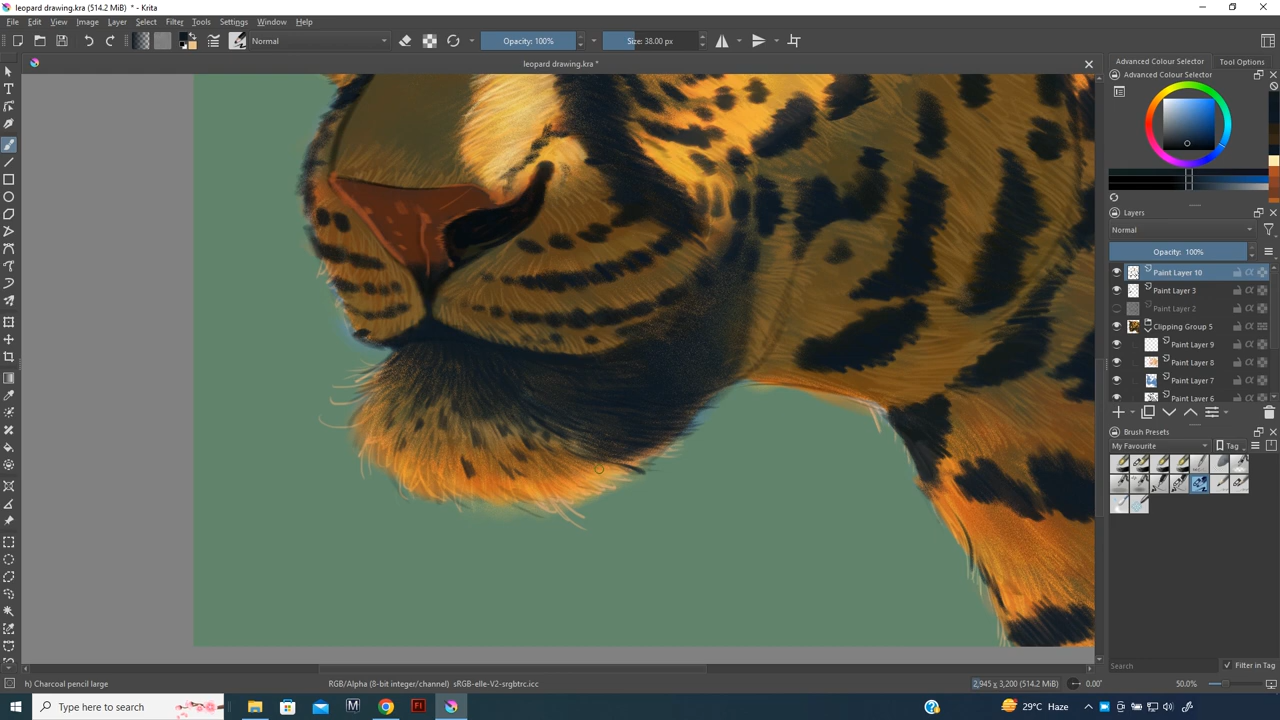 leopard drawing.kra (514.2 MiB) * - Krita
File Edit View Image Layer Select Filter Tools Settings Window Help
Normal Opacity: 100% Size: 38.00 px
leopard drawing.kra *
Advanced Colour Selector Tool Options
Advanced Colour Selector
Layers
Normal
Opacity: 100%
Paint Layer 10
Paint Layer 3
Paint Layer 2
Clipping Group 5
Paint Layer 9
Paint Layer 8
Paint Layer 7
Paint Layer 6
Brush Presets
My Favourite Tag
Search Filter in Tag
h) Charcoal pencil large RGB/Alpha (8-bit integer/channel) sRGB-elle-V2-srgbtrc.icc 2,945 x 3,200 (514.2 MiB) 0.00° 50.0%
Type here to search 29°C Haze